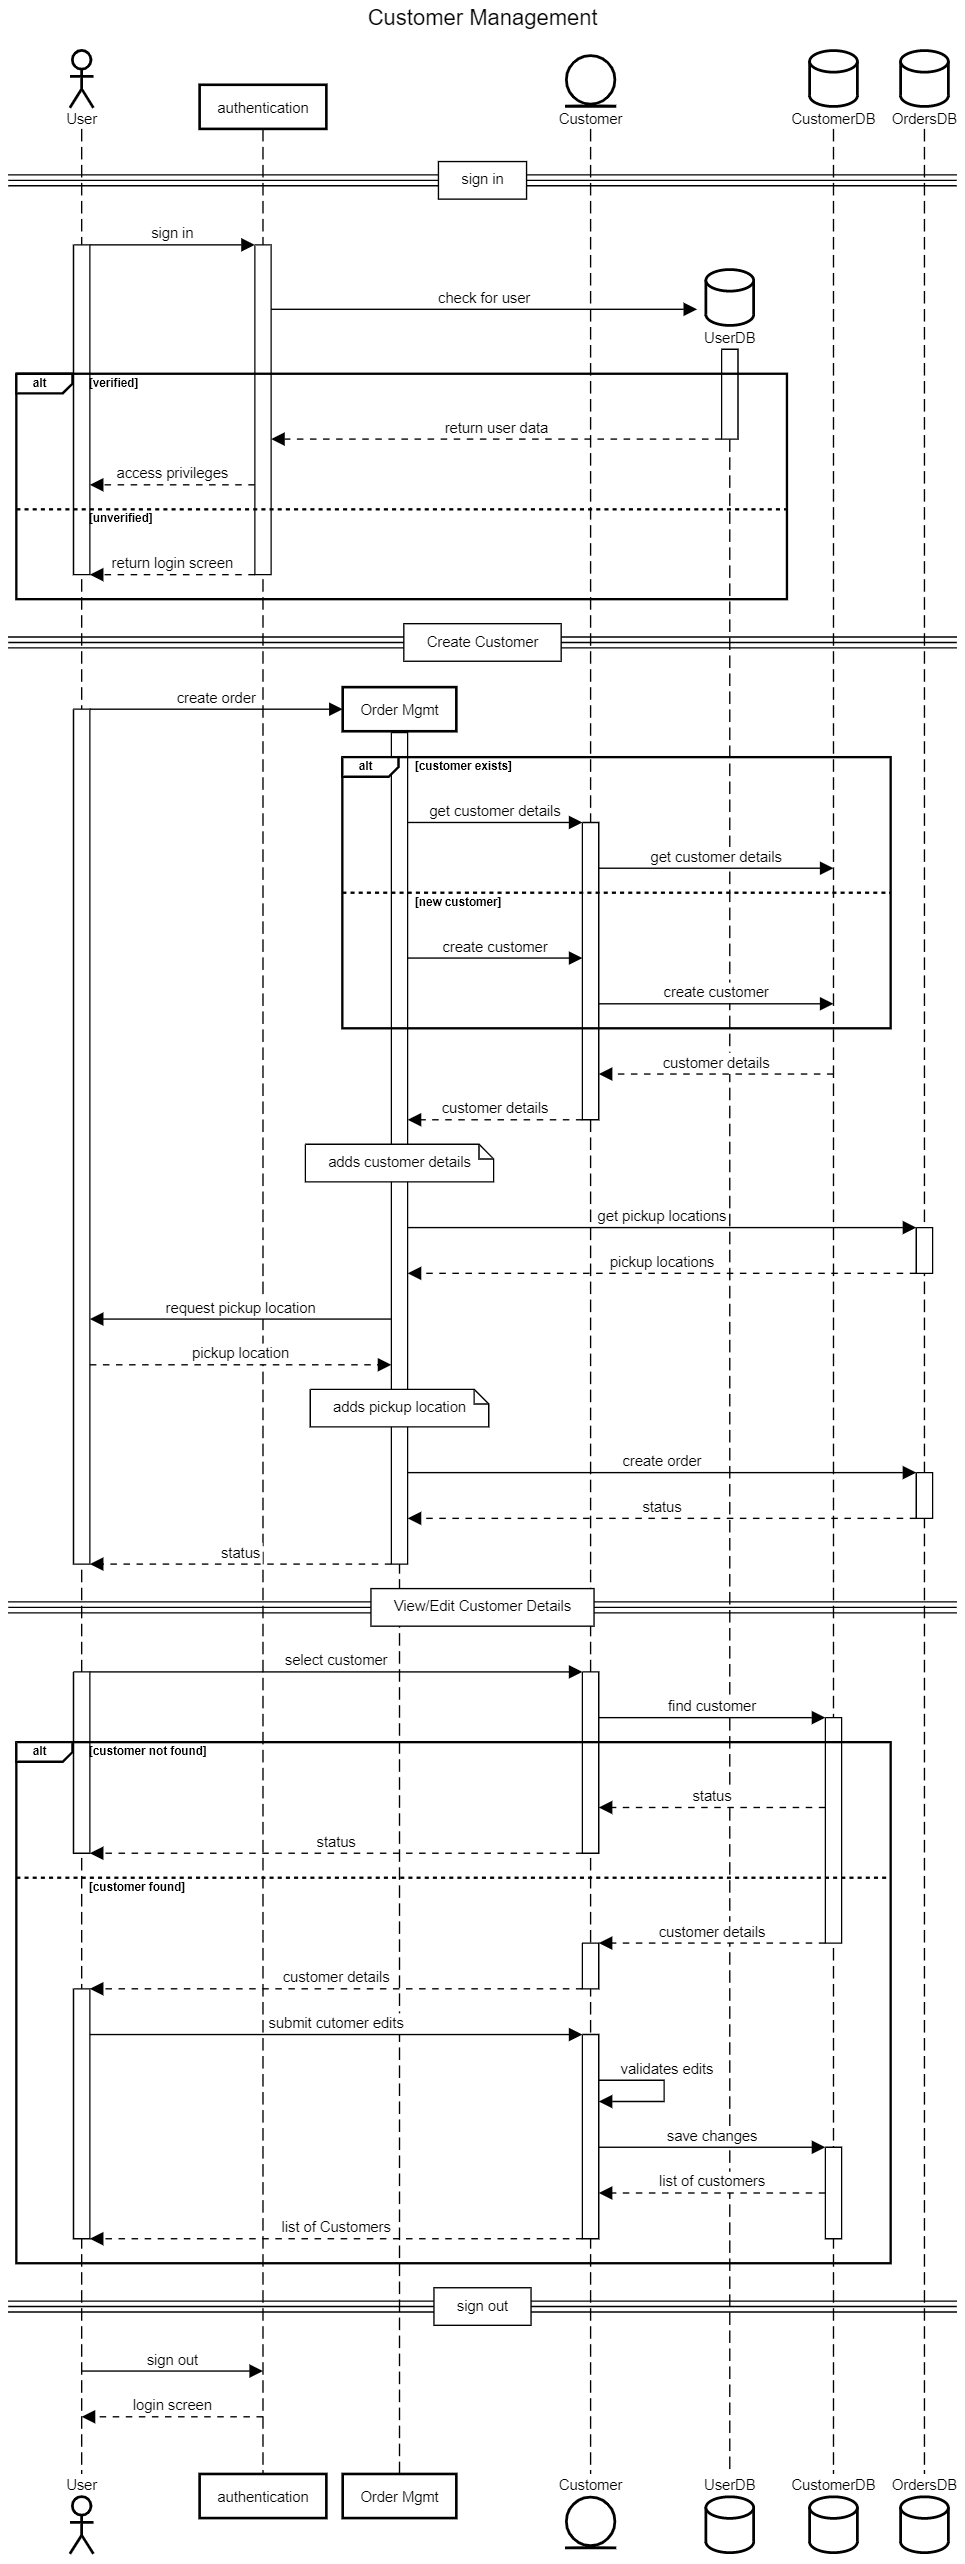 Customer Management
User
authentication
Customer
CustomerDB
OrdersDB
sign in
sign in
check for user
UserDB
alt
[verified]
return user data
access privileges
[unverified]
return login screen
Create Customer
create order
Order Mgmt
alt
[customer exists]
get customer details
get customer details
[new customer]
create customer
create customer
customer details
customer details
adds customer details
get pickup locations
pickup locations
request pickup location
pickup location
adds pickup location
create order
status
status
View/Edit Customer Details
select customer
find customer
alt
[customer not found]
status
status
[customer found]
customer details
customer details
submit cutomer edits
validates edits
save changes
list of customers
list of Customers
sign out
sign out
login screen
User
authentication
Order Mgmt
Customer
UserDB
CustomerDB
OrdersDB